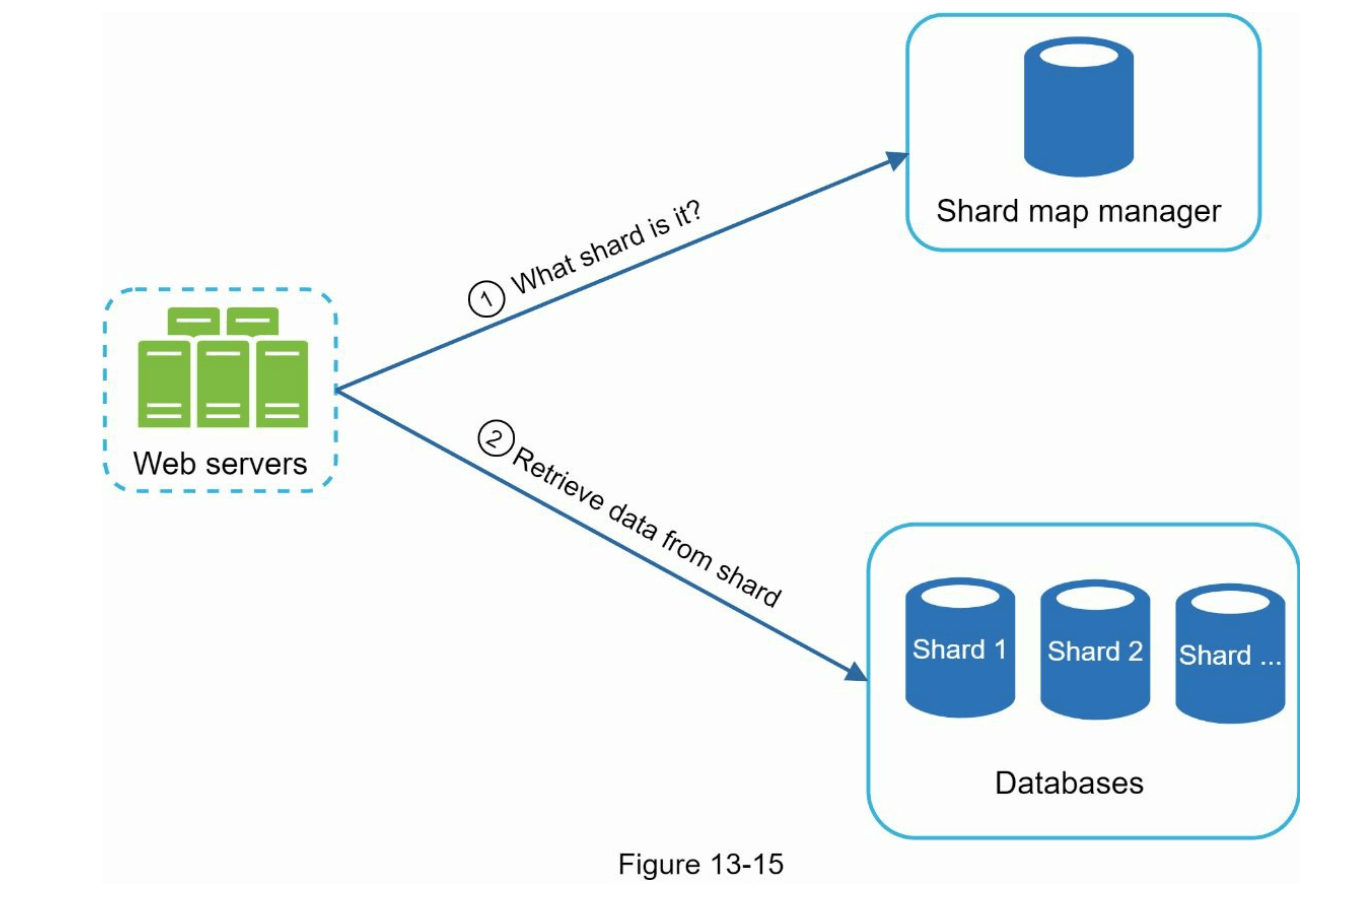 Shard map manager
① What shard is it?
Web servers
② Retrieve data from shard
Shard 1
Shard 2
Shard ...
Databases
Figure 13-15